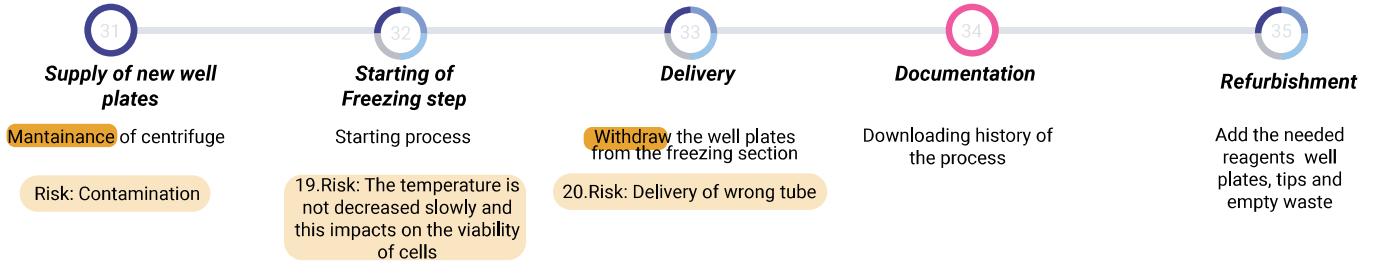 31
Supply of new well
plates
Mantainance of centrifuge
Risk: Contamination
32
Starting of
Freezing step
Starting process
19.Risk: The temperature is
not decreased slowly and
this impacts on the viability
of cells
33
Delivery
Withdraw the well plates
from the freezing section
20.Risk: Delivery of wrong tube
34
Documentation
Downloading history of
the process
35
Refurbishment
Add the needed
reagents well
plates, tips and
empty waste